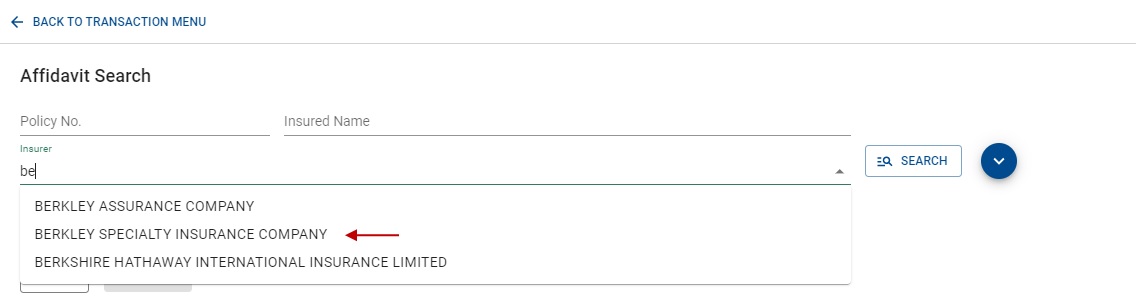 BACK TO TRANSACTION MENU
Affidavit Search
Policy No. Insured Name
Insurer
be
SEARCH
BERKLEY ASSURANCE COMPANY
BERKLEY SPECIALTY INSURANCE COMPANY
BERKSHIRE HATHAWAY INTERNATIONAL INSURANCE LIMITED